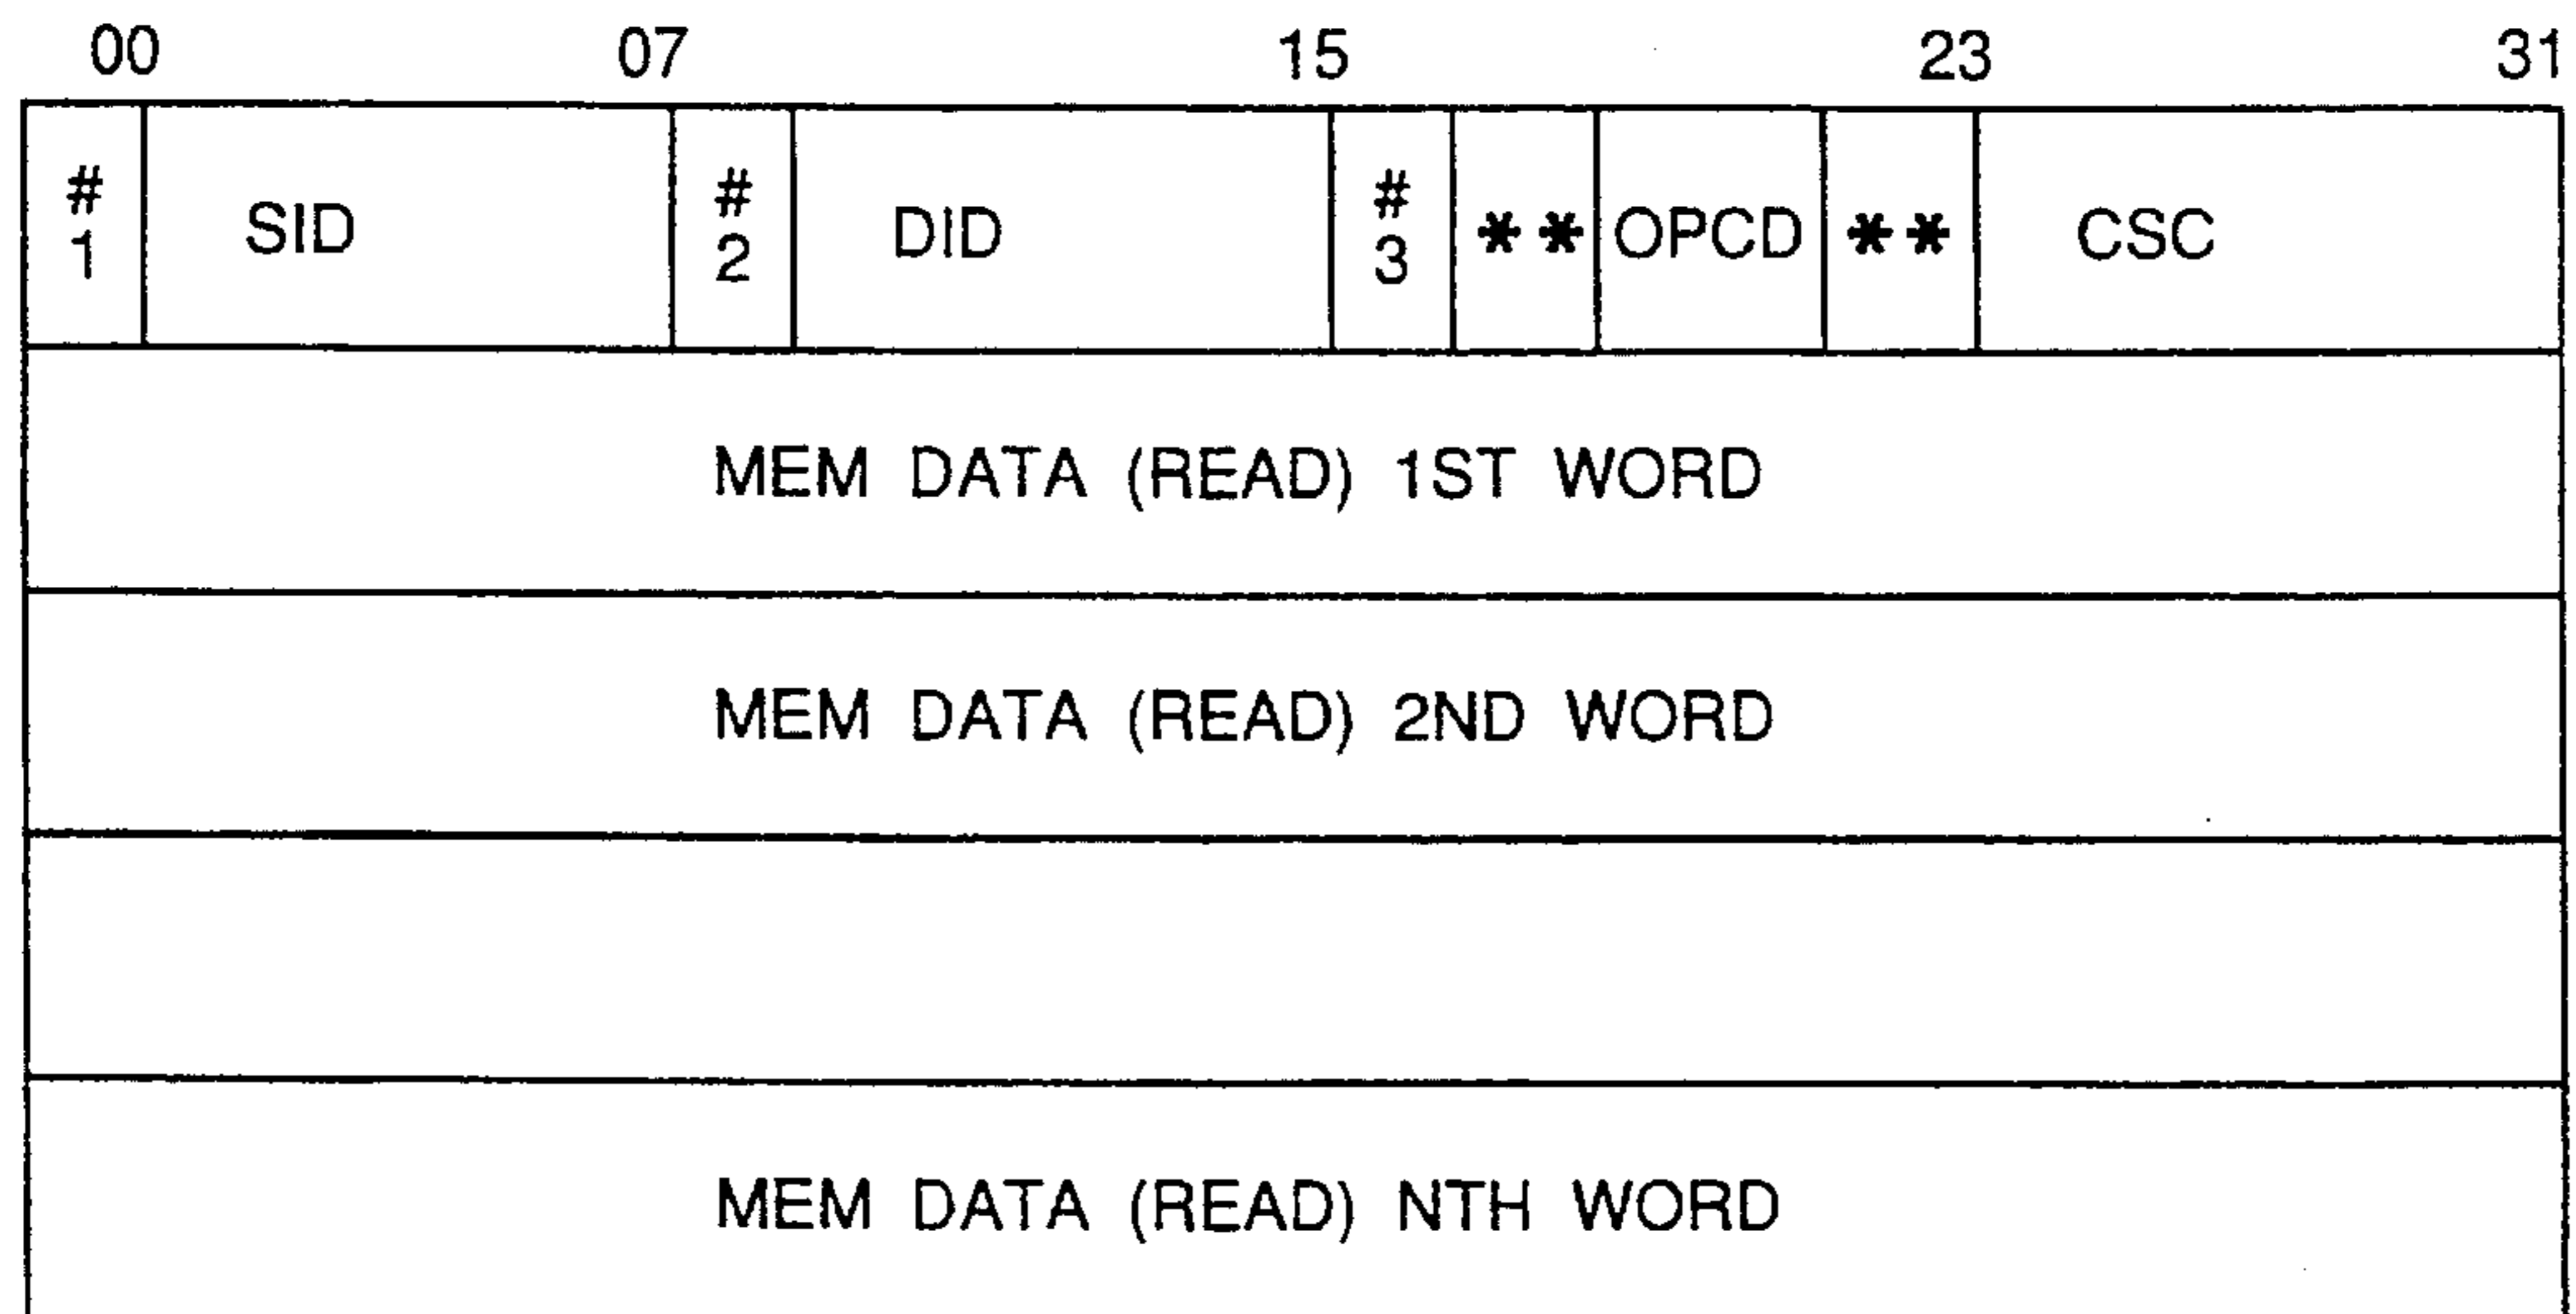 00 07 15 23 31
# 1 SID # 2 DID # 3 ** OPCD ** CSC
MEM DATA (READ) 1ST WORD
MEM DATA (READ) 2ND WORD
MEM DATA (READ) NTH WORD